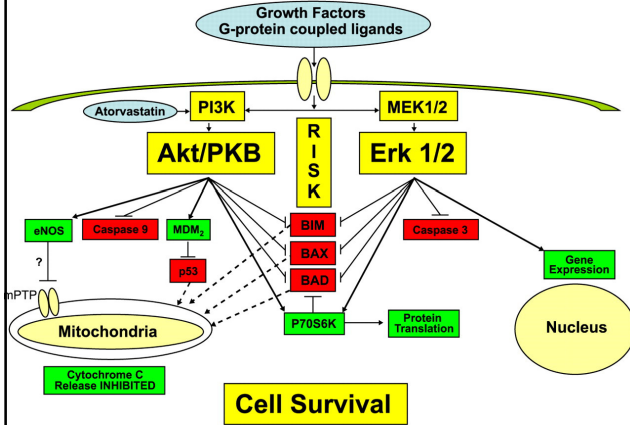 Growth Factors
G-protein coupled ligands
Atorvastatin
PI3K
MEK1/2
Akt/PKB
R
I
S
K
Erk 1/2
eNOS
Caspase 9
MDM2
BIM
Caspase 3
BAX
p53
BAD
?
Gene
Expression
mPTP
Mitochondria
P70S6K
Protein
Translation
Nucleus
Cytochrome C
Release INHIBITED
Cell Survival